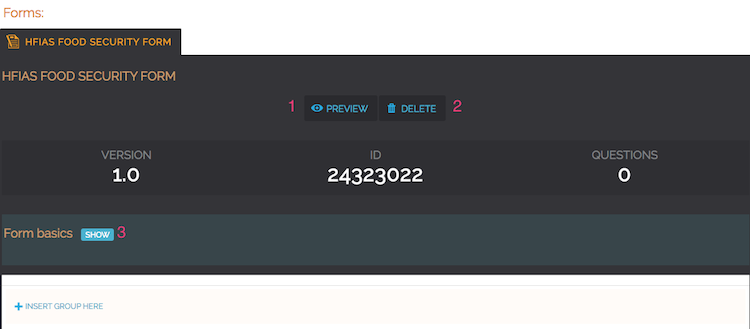 Forms:
HFIAS FOOD SECURITY FORM
HFIAS FOOD SECURITY FORM
1 PREVIEW DELETE 2
VERSION ID QUESTIONS
1.0 24323022 0
Form basics SHOW 3
INSERT GROUP HERE